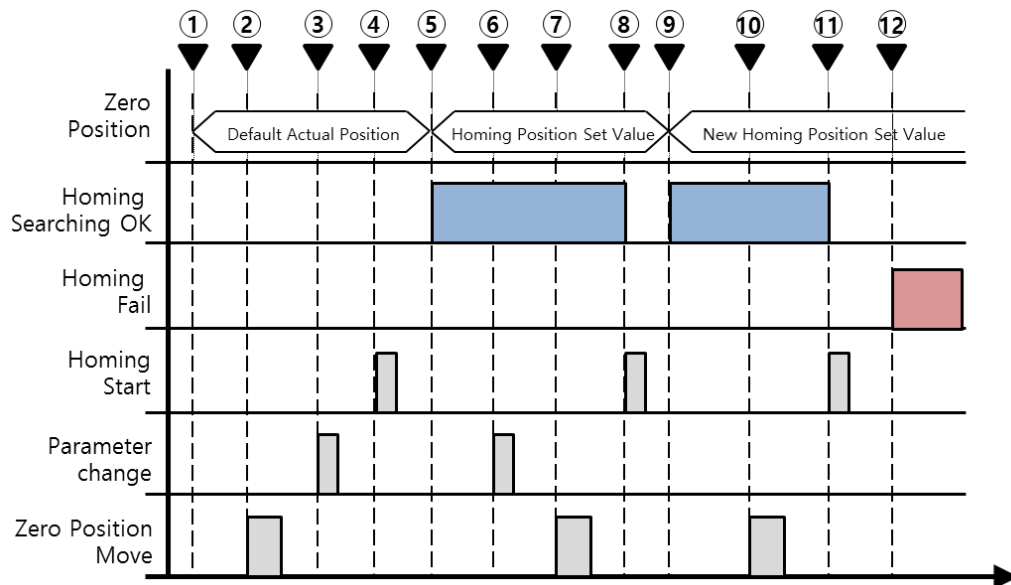 ① ② ③ ④ ⑤ ⑥ ⑦ ⑧ ⑨ ⑩ ⑪ ⑫
Zero
Position
Default Actual Position
Homing Position Set Value
New Homing Position Set Value
Homing
Searching OK
Homing
Fail
Homing
Start
Parameter
change
Zero Position
Move